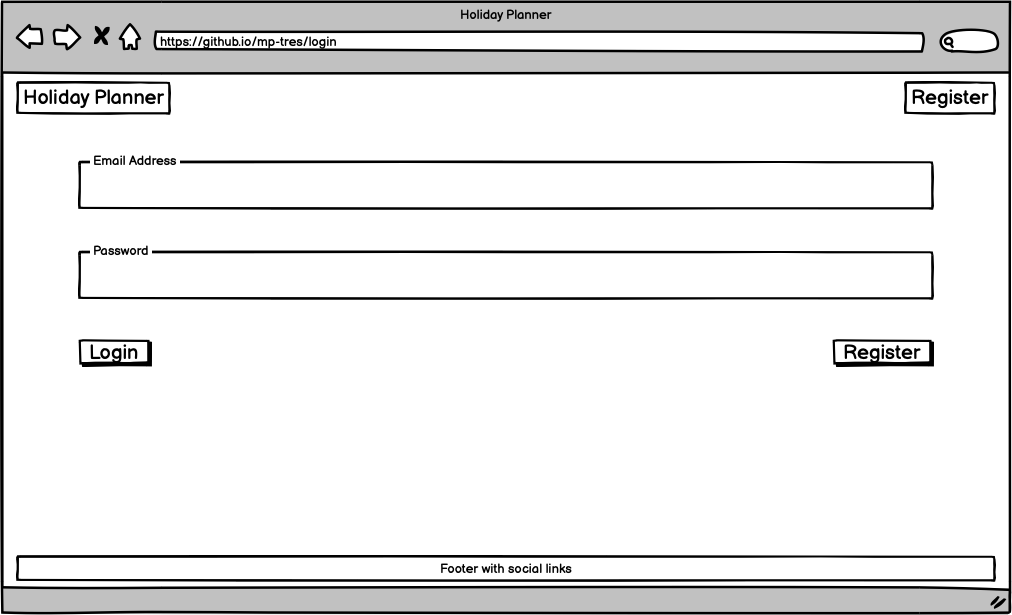 Holiday Planner
https://github.io/mp-tres/login
Holiday Planner
Register
Email Address
Password
Login
Register
Footer with social links